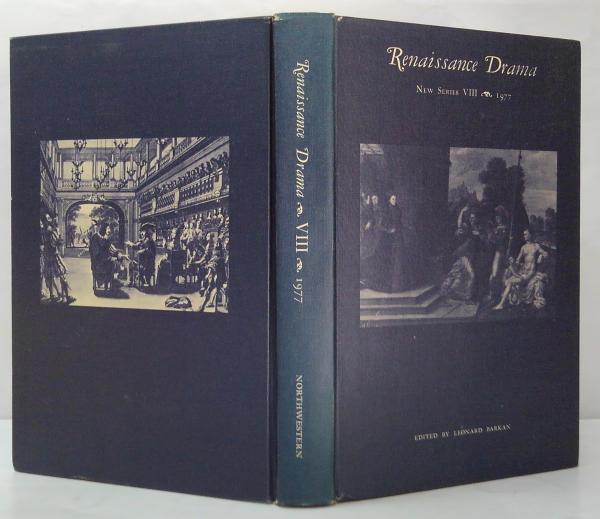 Renaissance Drama
New Series VIII 1977
EDITED BY LEONARD BARKAN
Renaissance Drama VIII 1977
NORTHWESTERN